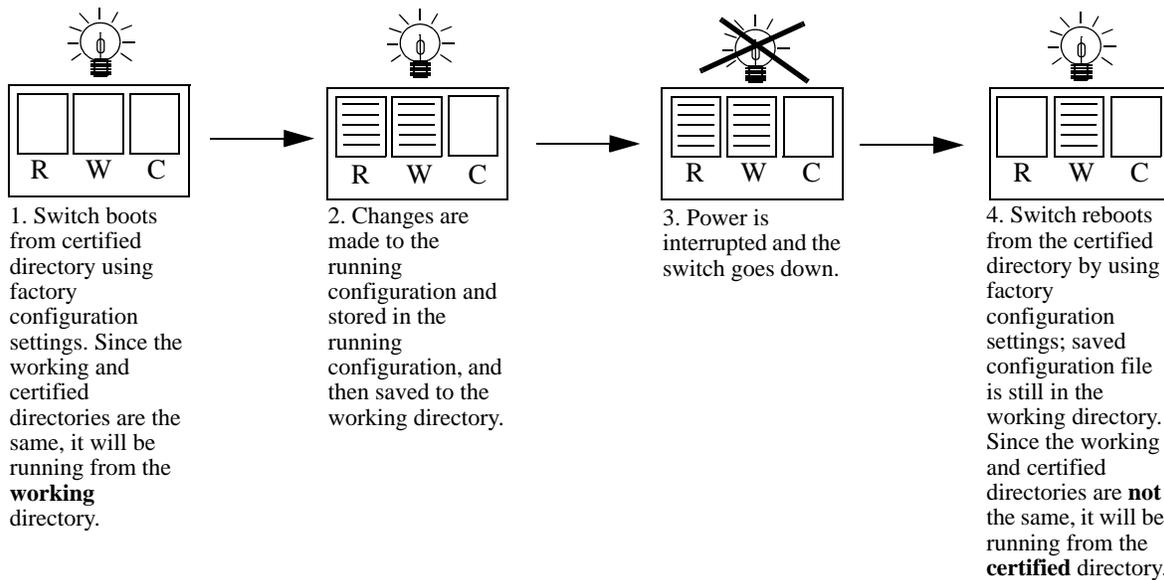 R W C
R W C
R W C
R W C
1. Switch boots
from certified
directory using
factory
configuration
settings. Since the
working and
certified
directories are the
same, it will be
running from the
working
directory.
2. Changes are
made to the
running
configuration and
stored in the
running
configuration, and
then saved to the
working directory.
3. Power is
interrupted and the
switch goes down.
4. Switch reboots
from the certified
directory by using
factory
configuration
settings; saved
configuration file
is still in the
working directory.
Since the working
and certified
directories are not
the same, it will be
running from the
certified directory.